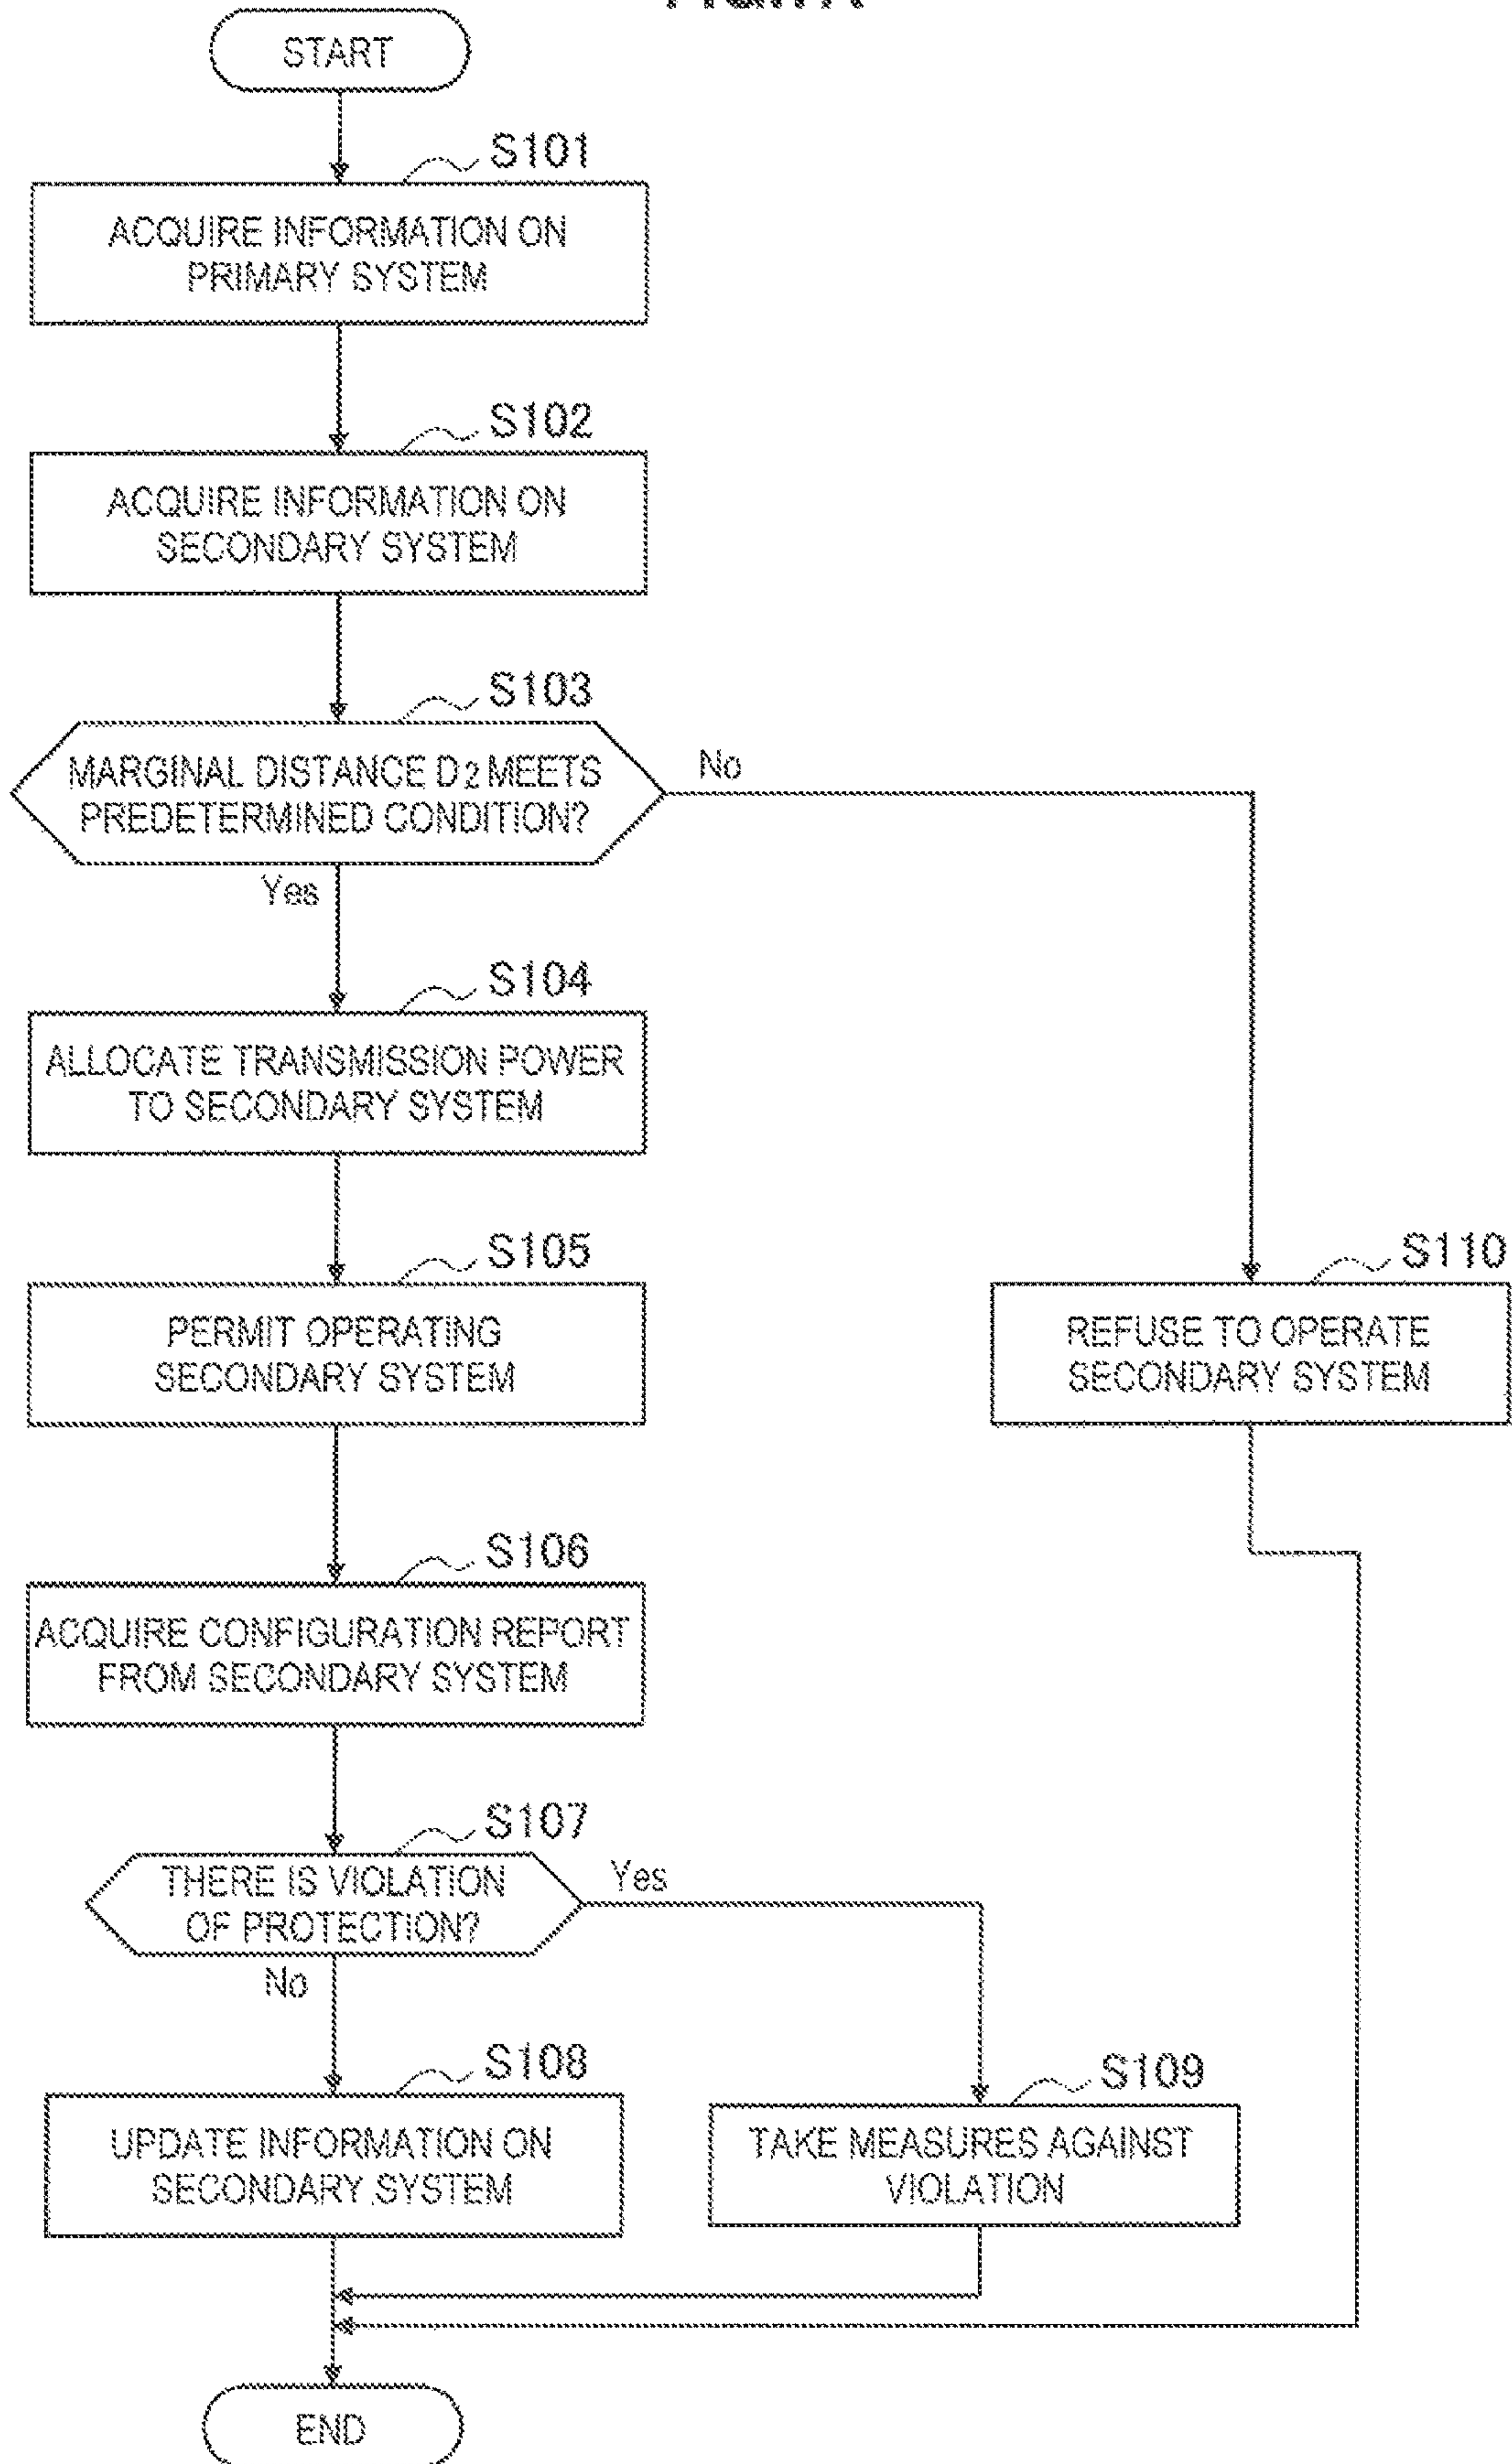 START
S101
ACQUIRE INFORMATION ON
PRIMARY SYSTEM
S102
ACQUIRE INFORMATION ON
SECONDARY SYSTEM
S103
MARGINAL DISTANCE D2 MEETS
PREDETERMINED CONDITION?
No
Yes
S104
ALLOCATE TRANSMISSION POWER
TO SECONDARY SYSTEM
S105
PERMIT OPERATING
SECONDARY SYSTEM
S110
REFUSE TO OPERATE
SECONDARY SYSTEM
S106
ACQUIRE CONFIGURATION REPORT
FROM SECONDARY SYSTEM
S107
THERE IS VIOLATION
OF PROTECTION?
Yes
No
S108
UPDATE INFORMATION ON
SECONDARY SYSTEM
S109
TAKE MEASURES AGAINST
VIOLATION
END